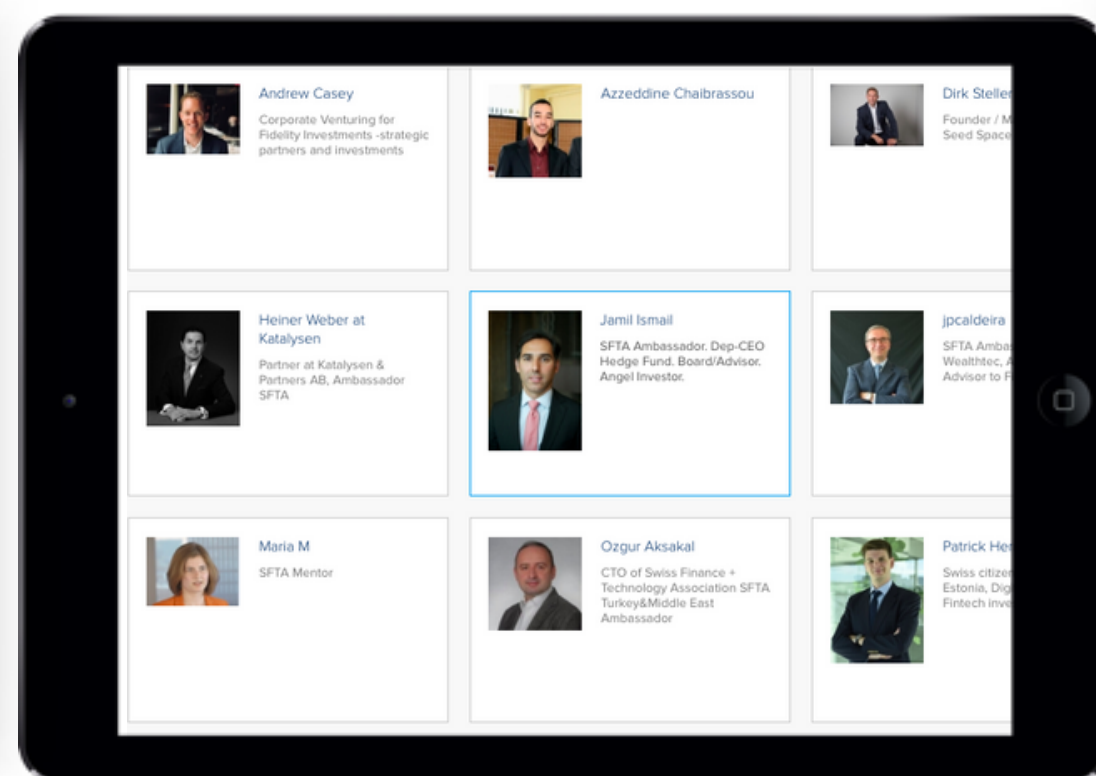 Andrew Casey
Corporate Venturing for
Fidelity Investments -strategic
partners and investments
Azzeddine Chaibrassou
Dirk Steller
Founder / M
Seed Space
Heiner Weber at
Katalysen
Partner at Katalysen &
Partners AB, Ambassador
SFTA
Jamil Ismail
SFTA Ambassador. Dep-CEO
Hedge Fund. Board/Advisor.
Angel Investor.
jpcaldeira
SFTA Ambas
Wealthtec, A
Advisor to F
Maria M
SFTA Mentor
Ozgur Aksakal
CTO of Swiss Finance +
Technology Association SFTA
Turkey&Middle East
Ambassador
Patrick Her
Swiss citizen
Estonia, Dig
Fintech inve